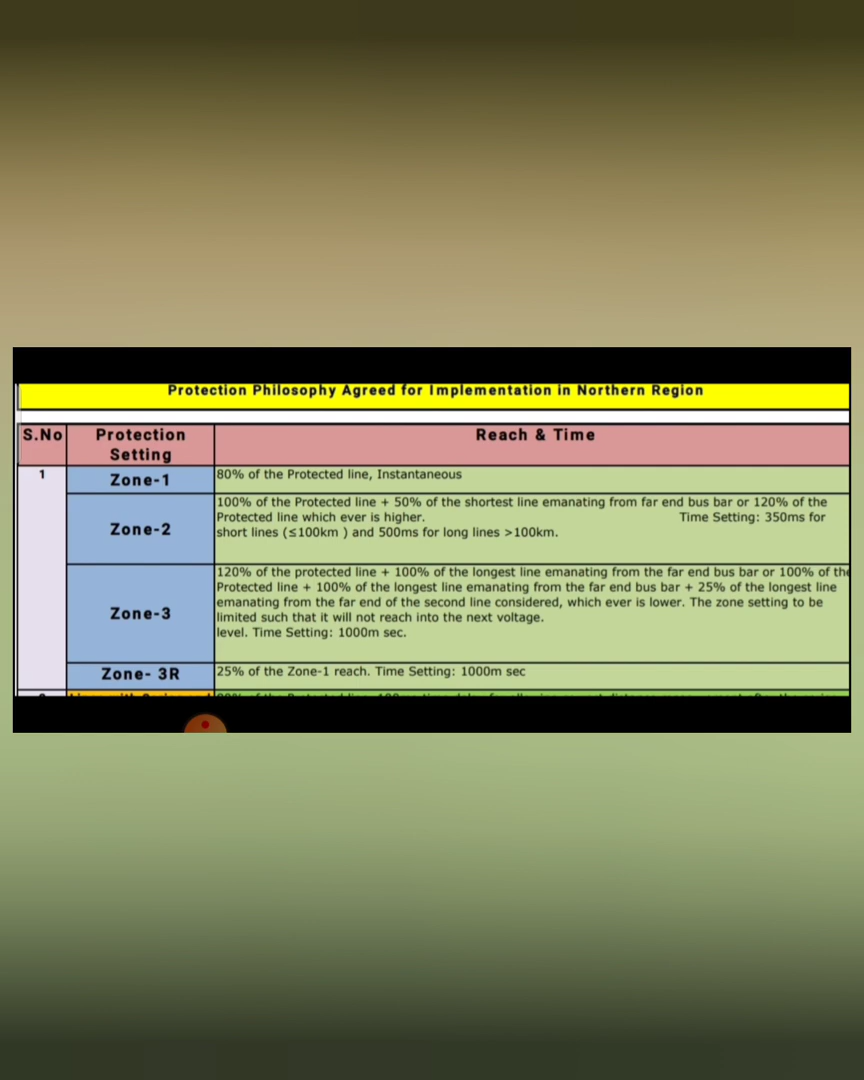 Protection Philosophy Agreed for Implementation in Northern Region
S.No Protection Setting Reach & Time
1
Zone-1
80% of the Protected line, Instantaneous
Zone-2
100% of the Protected line + 50% of the shortest line emanating from far end bus bar or 120% of the
Protected line which ever is higher. Time Setting: 350ms for
short lines (≤100km ) and 500ms for long lines >100km.
Zone-3
120% of the protected line + 100% of the longest line emanating from the far end bus bar or 100% of the
Protected line + 100% of the longest line emanating from the far end bus bar + 25% of the longest line
emanating from the far end of the second line considered, which ever is lower. The zone setting to be
limited such that it will not reach into the next voltage.
level. Time Setting: 1000m sec.
Zone- 3R
25% of the Zone-1 reach. Time Setting: 1000m sec